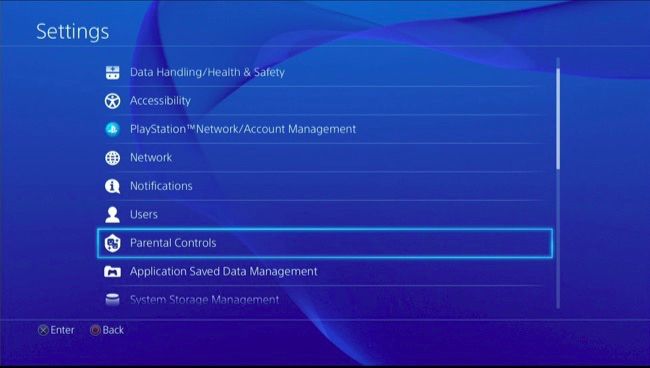 Settings
Data Handling/Health & Safety
Accessibility
PlayStation™Network/Account Management
Network
Notifications
Users
Parental Controls
Application Saved Data Management
System Storage Management
Enter Back